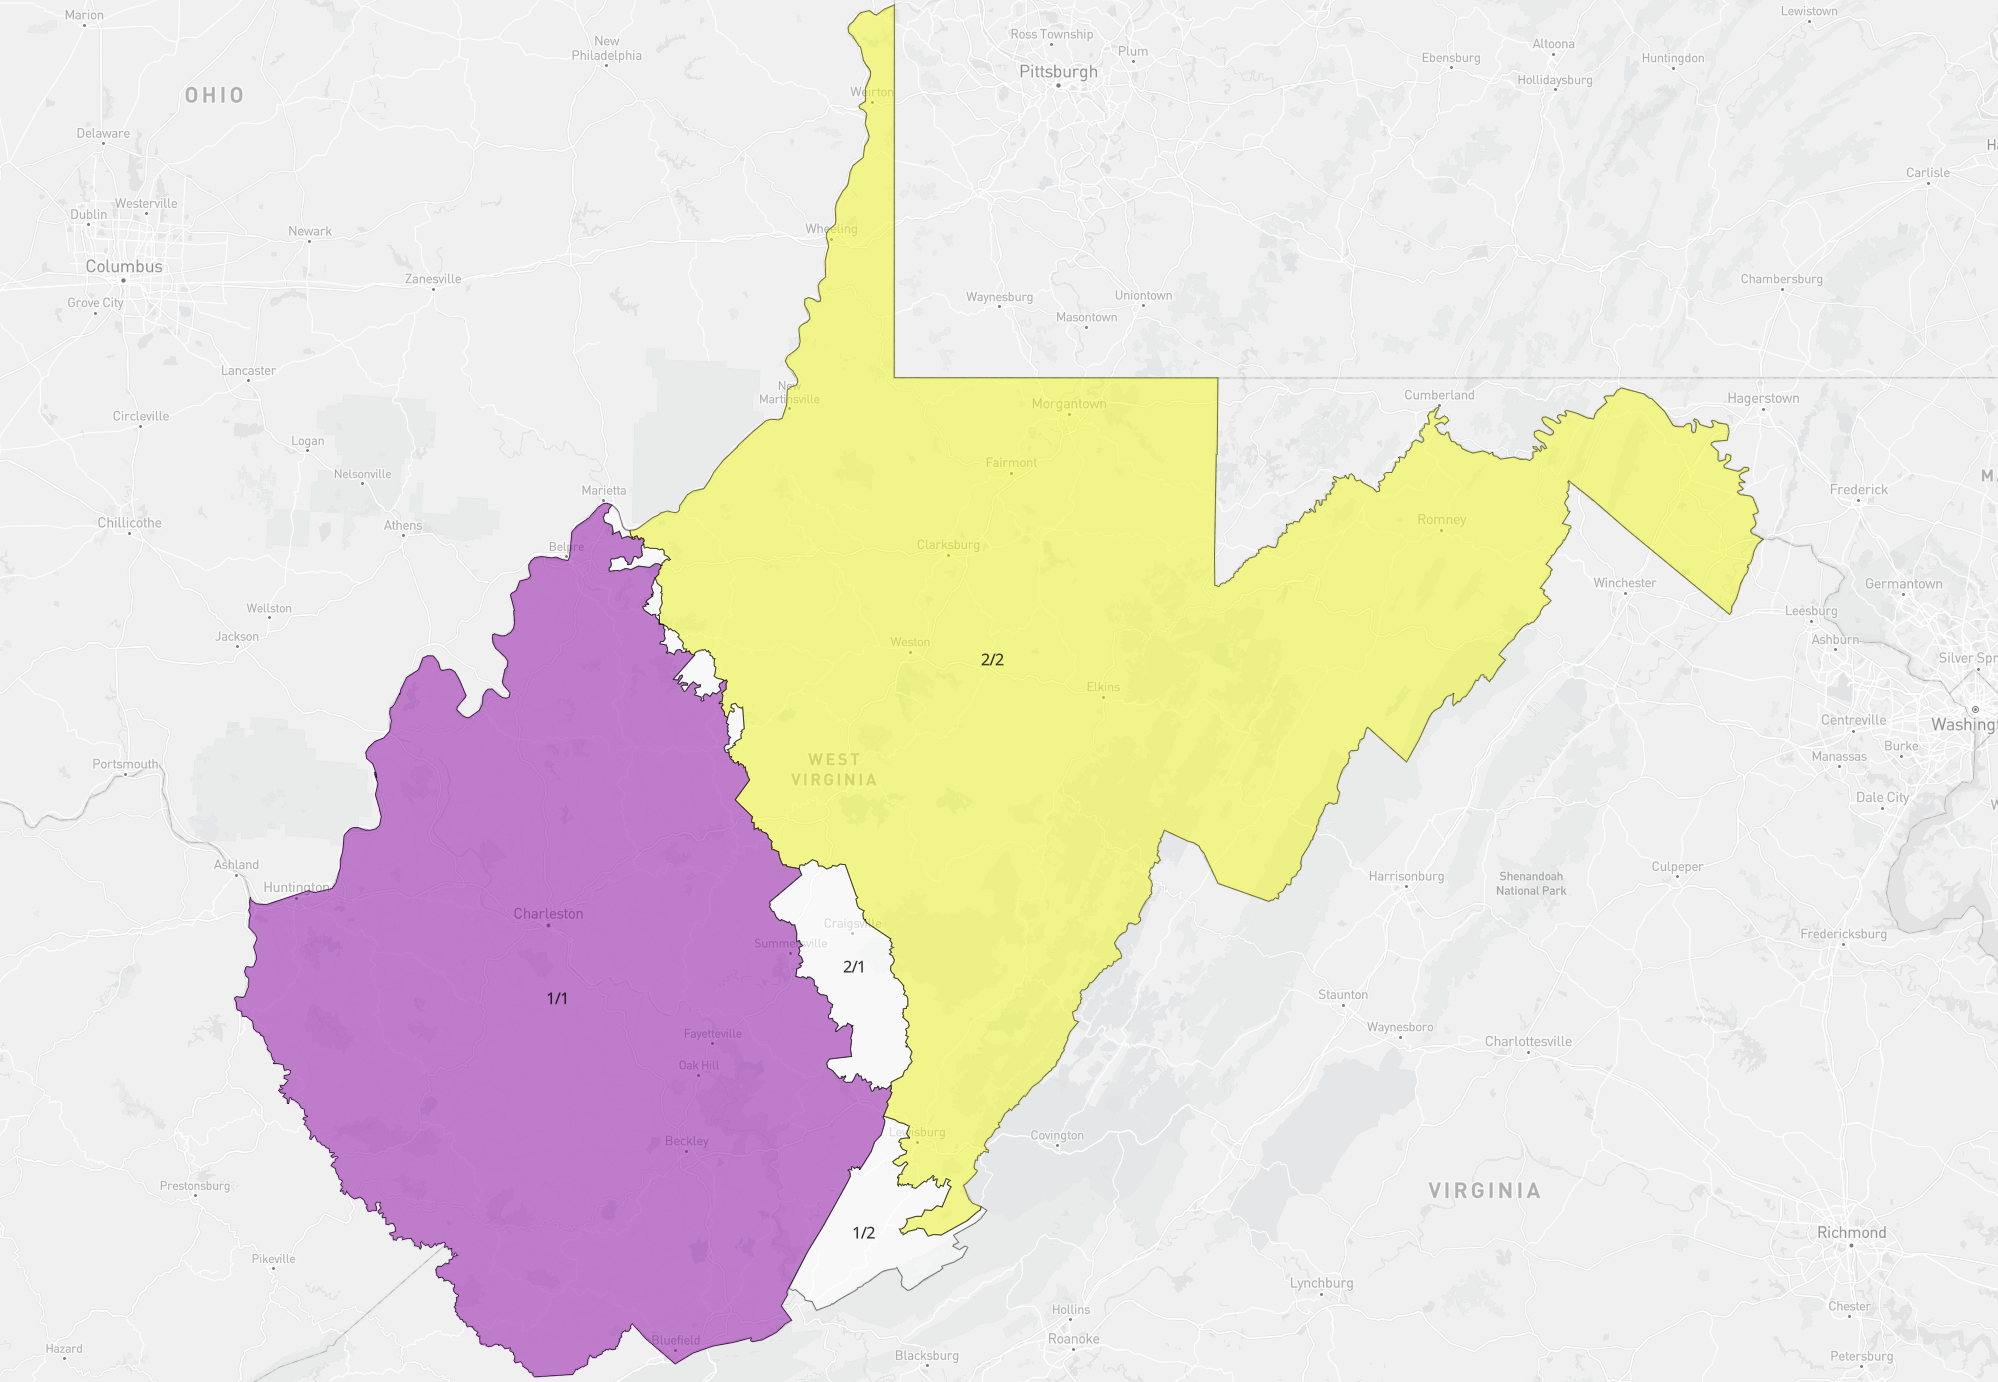 Marion
Lewistown
New
Philadelphia
Ross Township
Plum
Altoona
Ebensburg
Huntingdon
Pittsburgh
Hollidaysburg
OHIO
Weirton
Delaware
Carlisle
Dublin
Westerville
Newark
Wheeling
Columbus
Zanesville
Chambersburg
Grove City
Waynesburg
Uniontown
Masontown
Lancaster
New
Martinsville
Morgantown
Cumberland
Hagerstown
Circleville
Logan
Fairmont
Nelsonville
Marietta
Frederick
Chillicothe
Athens
Romney
Belpre
Clarksburg
Winchester
Germantown
Wellston
Leesburg
Jackson
Weston
Ashburn
2/2
Silver Spr
Elkins
Centreville
Washingt
WEST
VIRGINIA
Burke
Manassas
Portsmouth
Dale City
Ashland
Huntington
Harrisonburg
Shenandoah
National Park
Culpeper
Charleston
Craigsville
Summersville
Fredericksburg
2/1
1/1
Staunton
Fayetteville
Waynesboro
Charlottesville
Oak Hill
Lewisburg
Covington
Beckley
Prestonsburg
VIRGINIA
1/2
Richmond
Pikeville
Lynchburg
Hollins
Chester
Hazard
Bluefield
Roanoke
Blacksburg
Petersburg